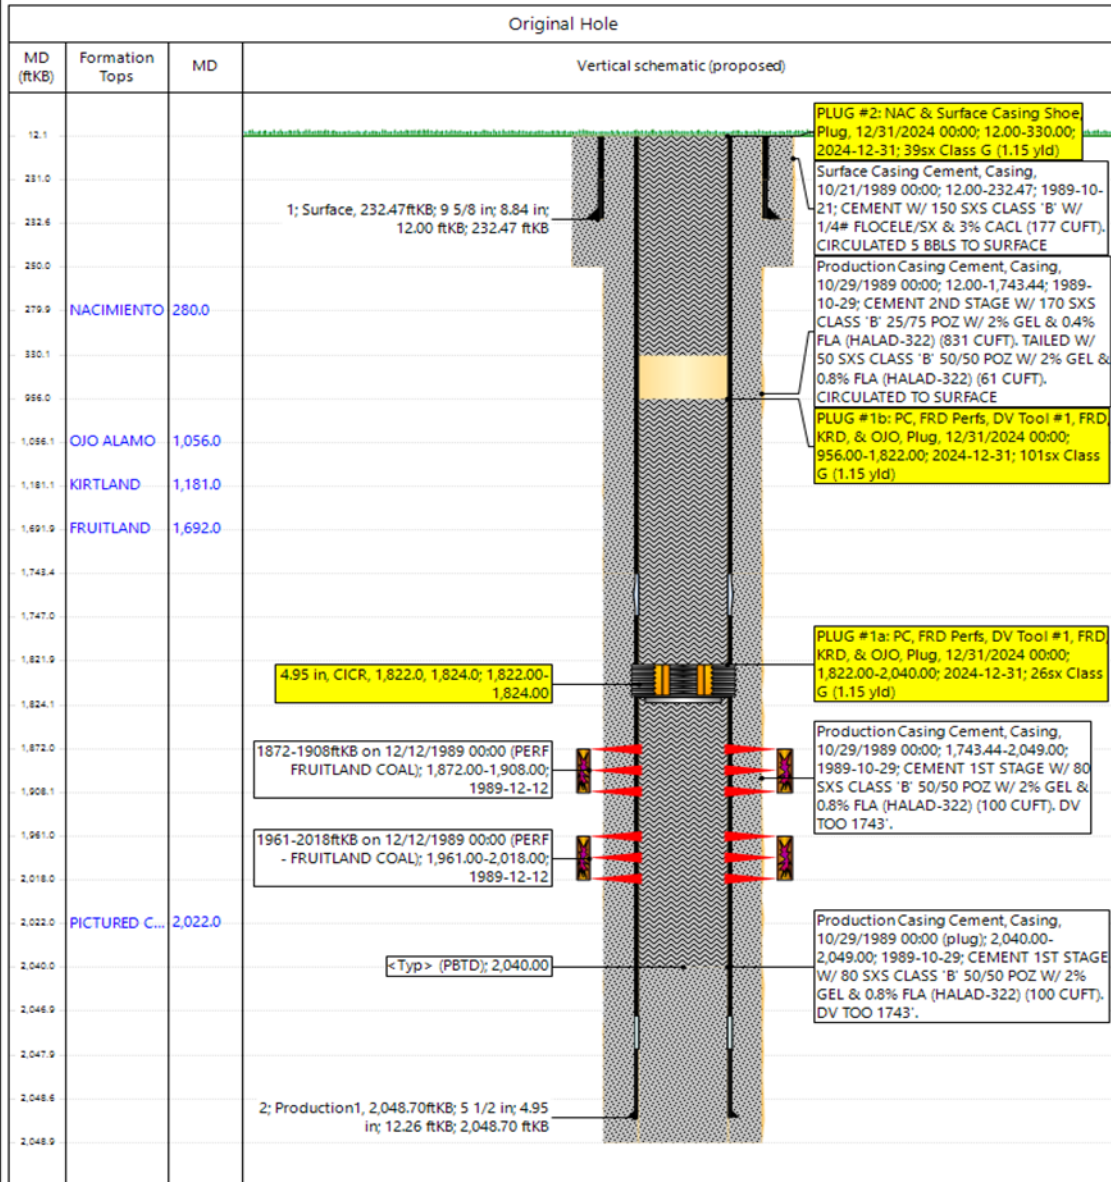 Original Hole
MD
(ftKB)
Formation
Tops
MD
Vertical schematic (proposed)
12.1
231.0
232.6
250.0
279.9
330.1
956.0
1,056.1
1,181.1
1,691.9
1,743.4
1,747.0
1,821.9
1,824.1
1,872.0
1,908.1
1,961.0
2,018.0
2,022.0
2,040.0
2,046.9
2,047.9
2,048.6
2,048.9
NACIMIENTO 280.0
OJO ALAMO 1,056.0
KIRTLAND 1,181.0
FRUITLAND 1,692.0
PICTURED C... 2,022.0
1; Surface, 232.47ftKB; 9 5/8 in; 8.84 in;
12.00 ftKB; 232.47 ftKB
4.95 in, CICR, 1,822.0, 1,824.0; 1,822.00-
1,824.00
1872-1908ftKB on 12/12/1989 00:00 (PERF
FRUITLAND COAL); 1,872.00-1,908.00;
1989-12-12
1961-2018ftKB on 12/12/1989 00:00 (PERF
- FRUITLAND COAL); 1,961.00-2,018.00;
1989-12-12
<Typ> (PBTD); 2,040.00
2; Production1, 2,048.70ftKB; 5 1/2 in; 4.95
in; 12.26 ftKB; 2,048.70 ftKB
PLUG #2: NAC & Surface Casing Shoe,
Plug, 12/31/2024 00:00; 12.00-330.00;
2024-12-31; 39sx Class G (1.15 yld)
Surface Casing Cement, Casing,
10/21/1989 00:00; 12.00-232.47; 1989-10-
21; CEMENT W/ 150 SXS CLASS 'B' W/
1/4# FLOCELE/SX & 3% CACL (177 CUFT).
CIRCULATED 5 BBLS TO SURFACE
Production Casing Cement, Casing,
10/29/1989 00:00; 12.00-1,743.44; 1989-
10-29; CEMENT 2ND STAGE W/ 170 SXS
CLASS 'B' 25/75 POZ W/ 2% GEL & 0.4%
FLA (HALAD-322) (831 CUFT). TAILED W/
50 SXS CLASS 'B' 50/50 POZ W/ 2% GEL &
0.8% FLA (HALAD-322) (61 CUFT).
CIRCULATED TO SURFACE
PLUG #1b: PC, FRD Perfs, DV Tool #1, FRD,
KRD, & OJO, Plug, 12/31/2024 00:00;
956.00-1,822.00; 2024-12-31; 101sx Class
G (1.15 yld)
PLUG #1a: PC, FRD Perfs, DV Tool #1, FRD,
KRD, & OJO, Plug, 12/31/2024 00:00;
1,822.00-2,040.00; 2024-12-31; 26sx Class
G (1.15 yld)
Production Casing Cement, Casing,
10/29/1989 00:00; 1,743.44-2,049.00;
1989-10-29; CEMENT 1ST STAGE W/ 80
SXS CLASS 'B' 50/50 POZ W/ 2% GEL &
0.8% FLA (HALAD-322) (100 CUFT). DV
TOO 1743'.
Production Casing Cement, Casing,
10/29/1989 00:00 (plug); 2,040.00-
2,049.00; 1989-10-29; CEMENT 1ST STAGE
W/ 80 SXS CLASS 'B' 50/50 POZ W/ 2%
GEL & 0.8% FLA (HALAD-322) (100 CUFT).
DV TOO 1743'.